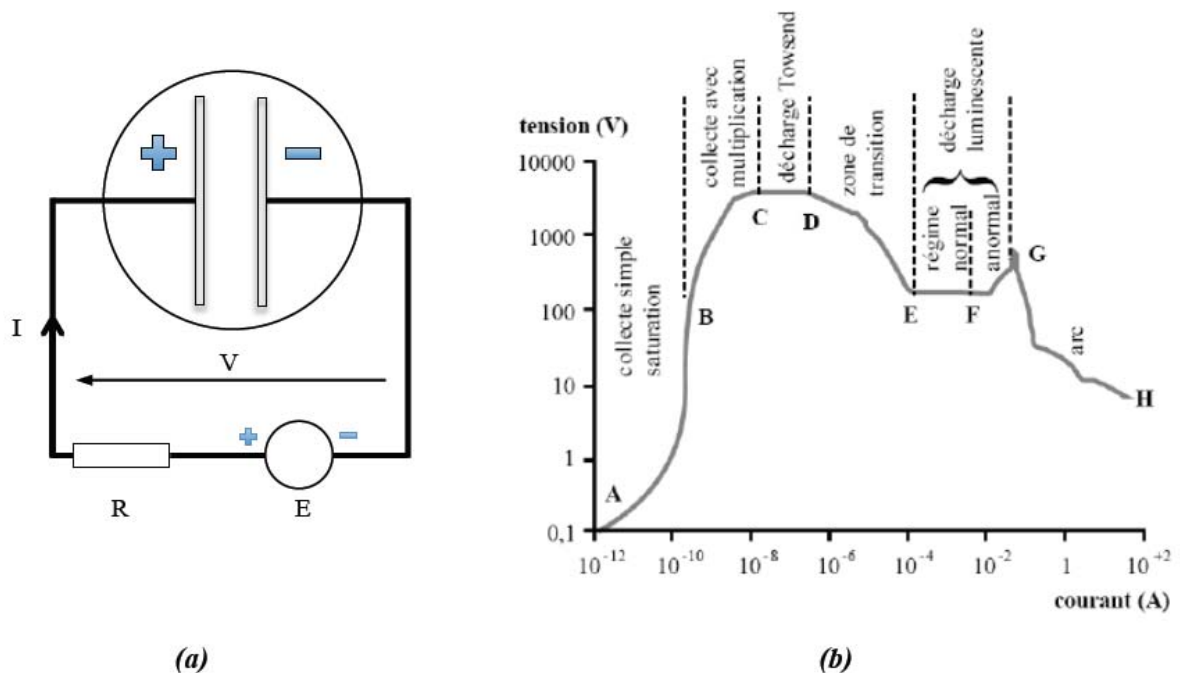 I
V
R
E
(a)
tension (V)
10000
1000
100
10
1
0,1
collecte simple
saturation
collecte avec
multiplication
décharge Towsend
zone de
transition
décharge
luminescente
régime
normal
anormal
arc
A
B
C
D
E
F
G
H
10⁻¹²
10⁻¹⁰
10⁻⁸
10⁻⁶
10⁻⁴
10⁻²
1
10⁺²
courant (A)
(b)